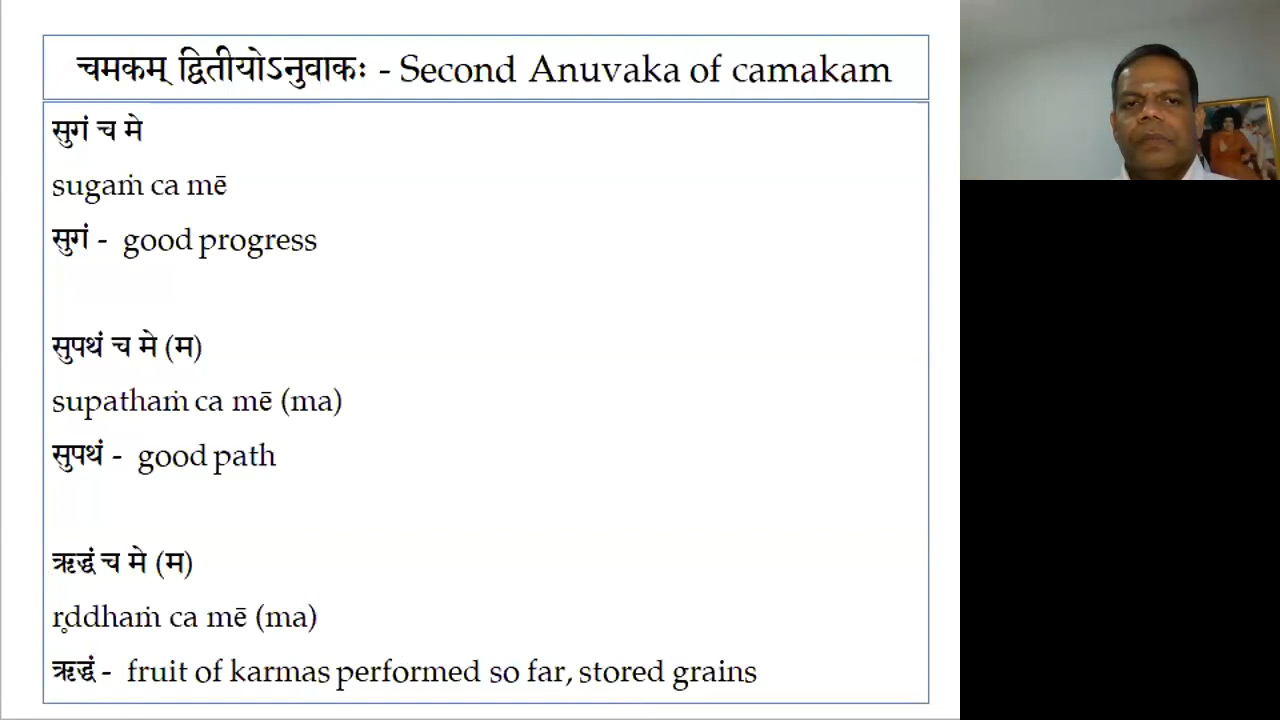 चमकम् द्वितीयोऽनुवाकः - Second Anuvaka of camakam
सुगं च मे
sugaṁ ca mē
सुगं - good progress
सुपथं च मे (म)
supathaṁ ca mē (ma)
सुपथं - good path
ऋद्धं च मे (म)
r̥ddhaṁ ca mē (ma)
ऋद्धं - fruit of karmas performed so far, stored grains